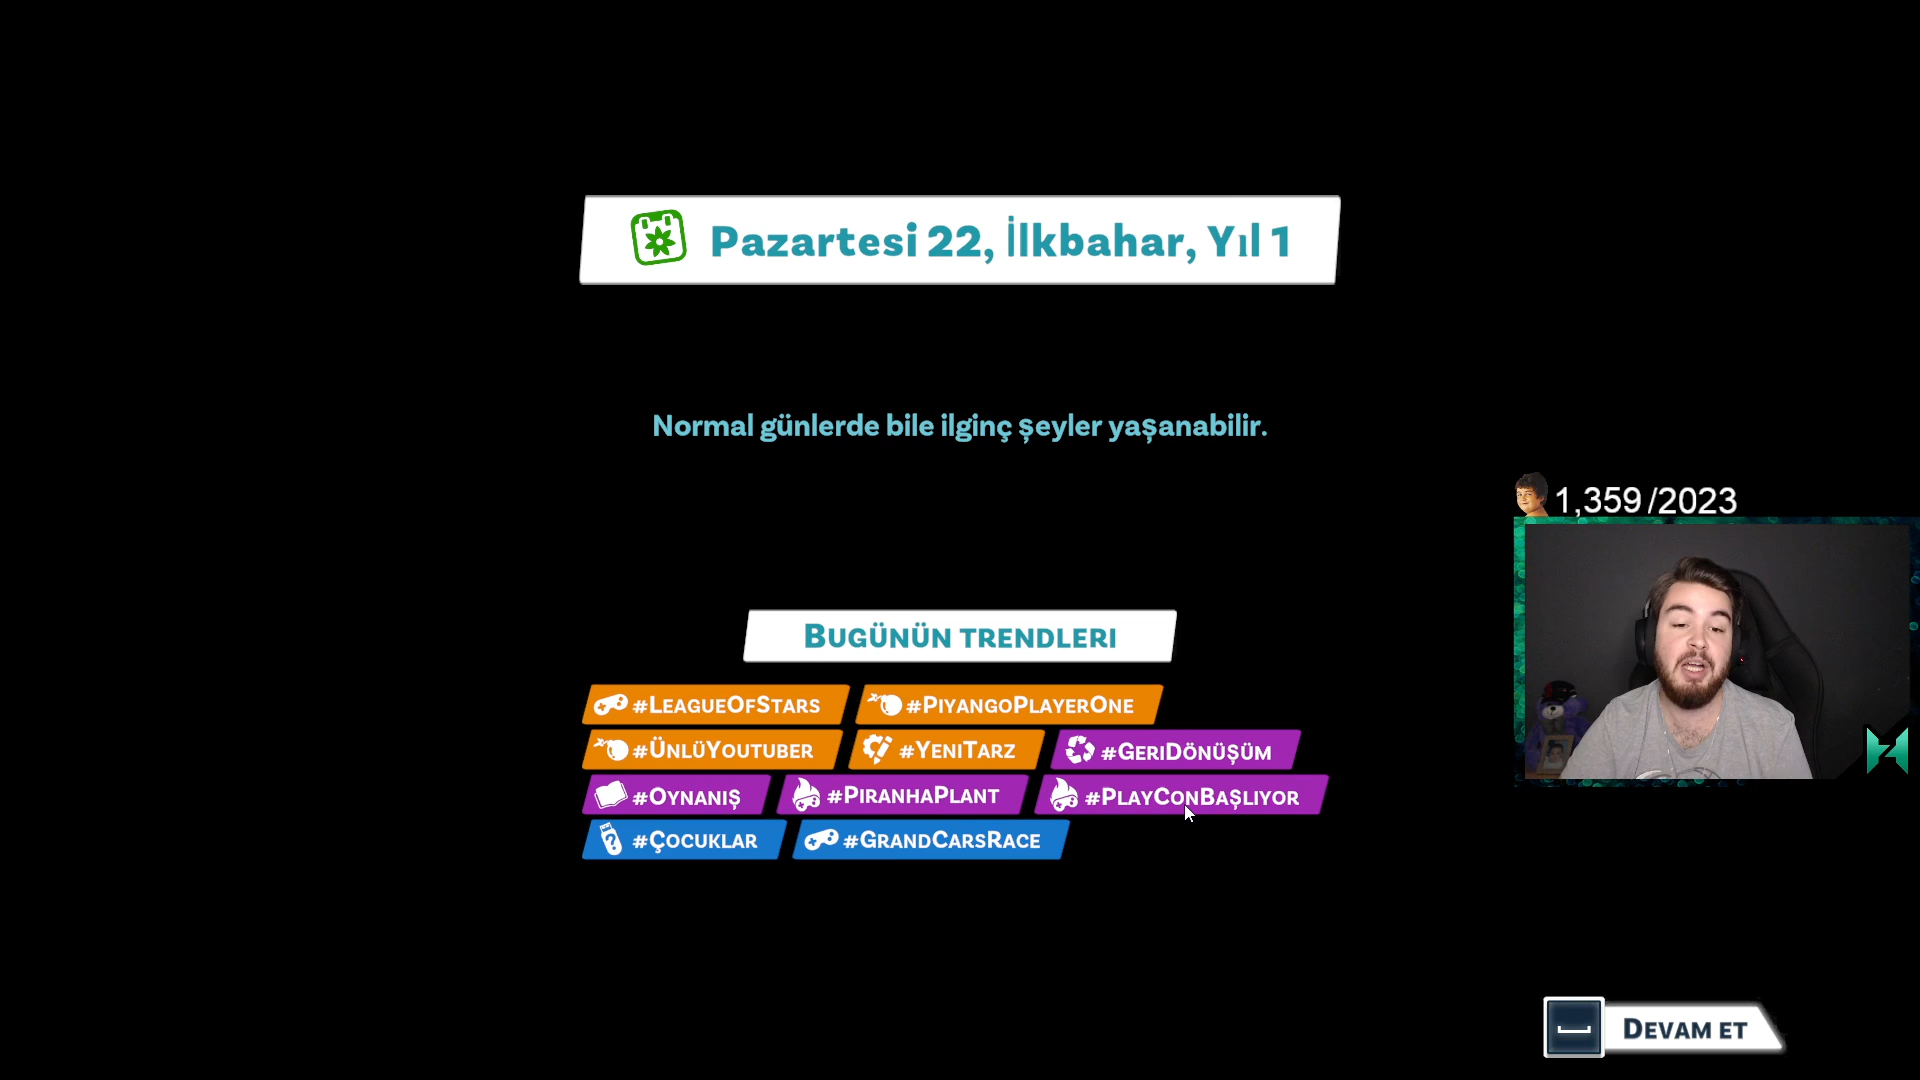 Pazartesi 22, İlkbahar, Yıl 1
Normal günlerde bile ilginç şeyler yaşanabilir.
1,359 /2023
BUGÜNÜN TRENDLERI
#LEAGUEOFSTARS #PIYANGOPLAYERONE
#ÜNLÜYOUTUBER #YENITARZ #GERIDÖNÜŞÜM
#OYNANIŞ #PIRANHAPLANT #PLAYCONBAŞLIYOR
#ÇOCUKLAR #GRANDCARSRACE
DEVAM ET